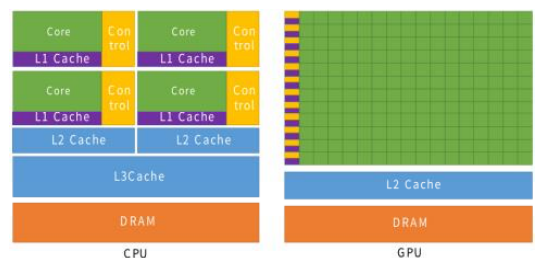 Core
Con
trol
Core
Con
trol
L1 Cache
L1 Cache
Core
Con
trol
Core
Con
trol
L1 Cache
L1 Cache
L2 Cache
L2 Cache
L3Cache
DRAM
CPU
L2 Cache
DRAM
GPU